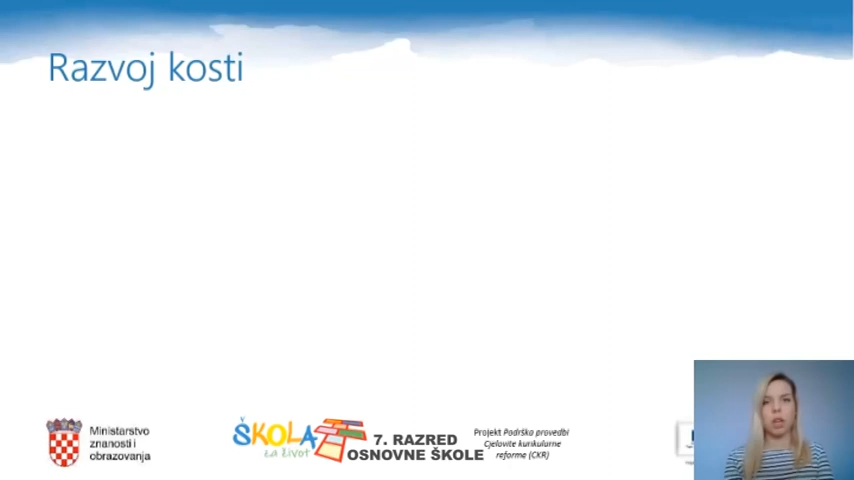 Razvoj kosti
Ministarstvo
znanosti i
obrazovanja
ŠKOLA
za život
7. RAZRED
OSNOVNE ŠKOLE
Projekt Podrška provedbi
Cjelovite kurikularne
reforme (CKR)